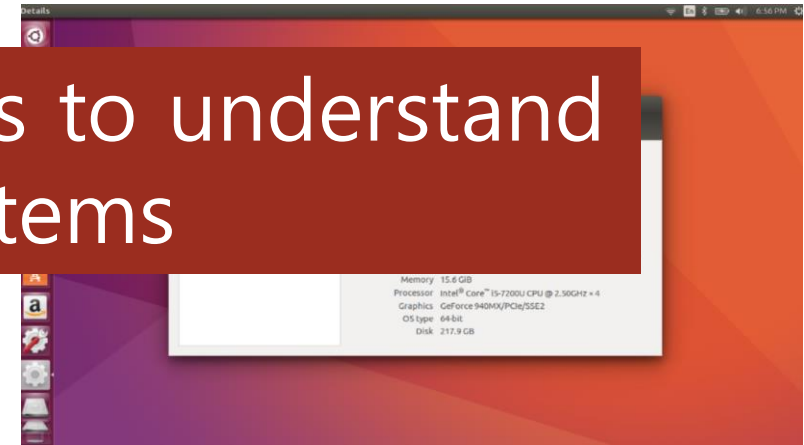 Details
En
6:56 PM
s to understand
tems
Memory 15.6 GiB
Processor Intel® Core™ i5-7200U CPU @ 2.50GHz × 4
Graphics GeForce 940MX/PCIe/SSE2
OS type 64-bit
Disk 217.9 GB
a